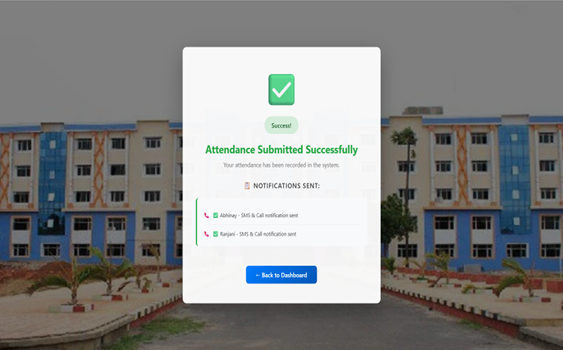 Success!
Attendance Submitted Successfully
Your attendance has been recorded in the system.
NOTIFICATIONS SENT:
Abhinay - SMS & Call notification sent
Ranjani - SMS & Call notification sent
← Back to Dashboard